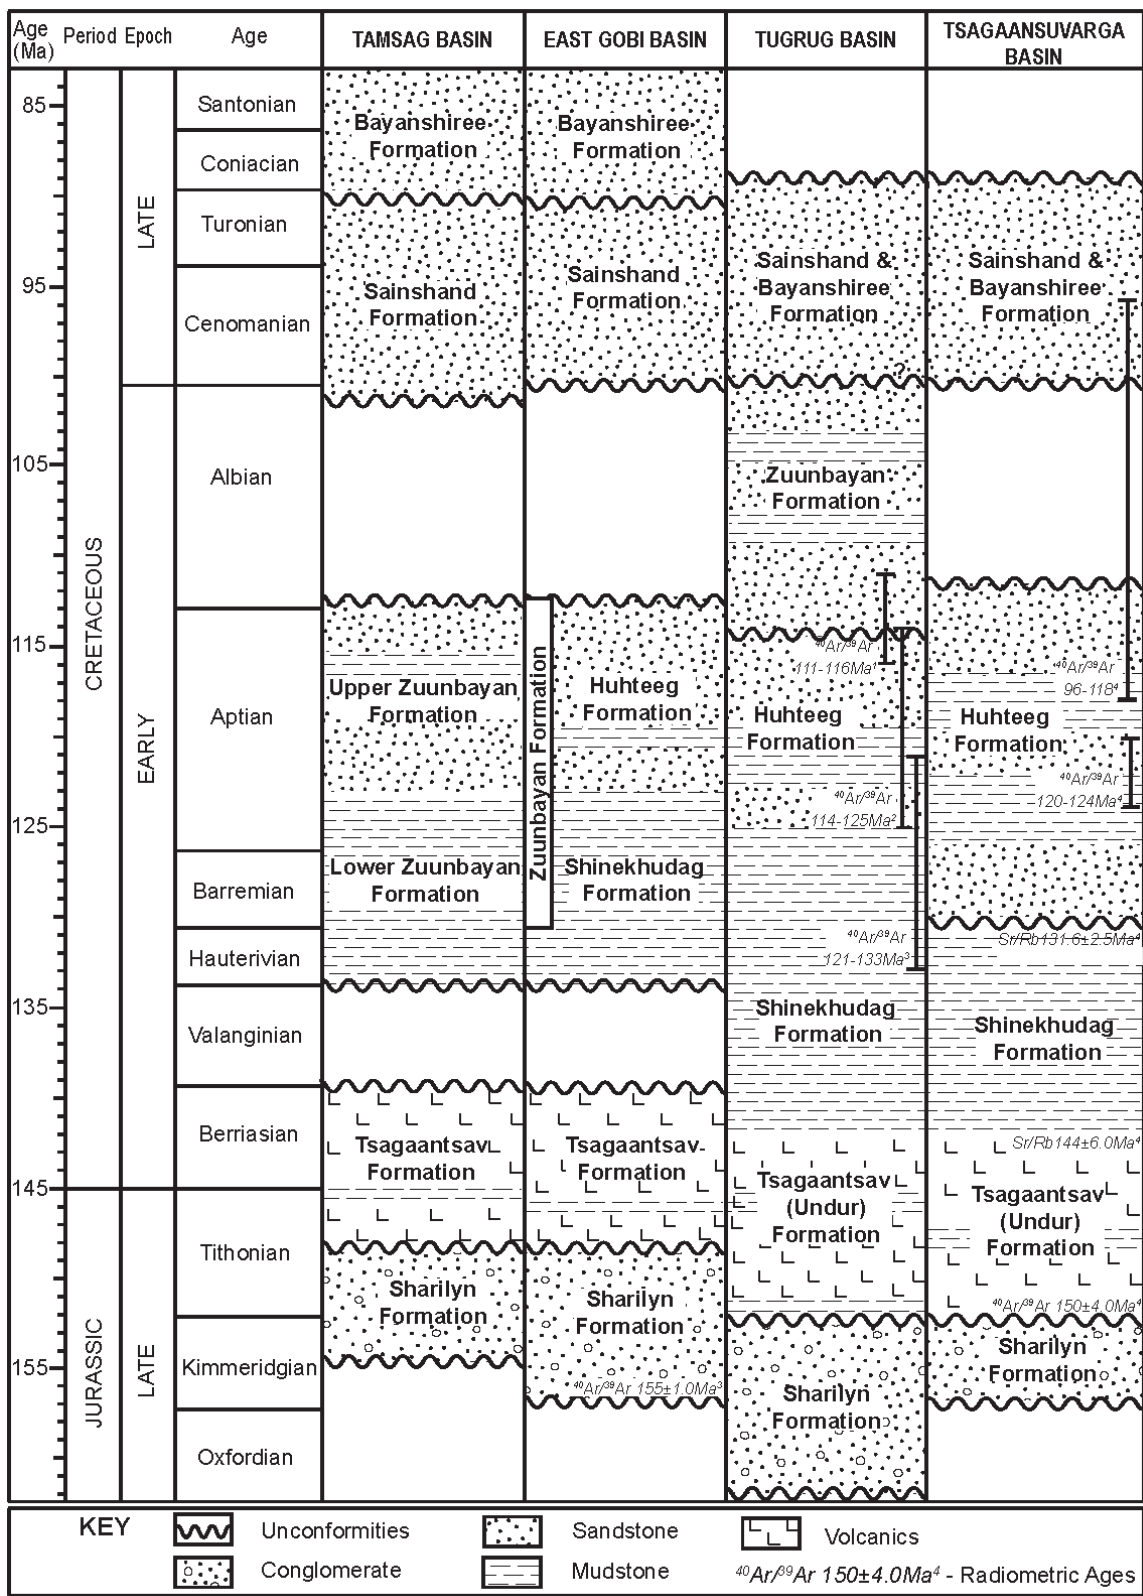 Age (Ma)
Period
Epoch
Age
TAMSAG BASIN
EAST GOBI BASIN
TUGRUG BASIN
TSAGAANSUVARGA
BASIN
85
95
105
115
125
135
145
155
CRETACEOUS
JURASSIC
LATE
EARLY
LATE
Santonian
Coniacian
Turonian
Cenomanian
Albian
Aptian
Barremian
Hauterivian
Valanginian
Berriasian
Tithonian
Kimmeridgian
Oxfordian
Bayanshiree
Formation
Sainshand
Formation
Upper Zuunbayan
Formation
Lower Zuunbayan
Formation
Tsagaantsav
Formation
Sharilyn
Formation
Bayanshiree
Formation
Sainshand
Formation
Zuunbayan Formation
Huhteeg
Formation
Shinekhudag
Formation
Tsagaantsav
Formation
Sharilyn
Formation
⁴⁰Ar/³⁹Ar 155±1.0Ma³
Sainshand &
Bayanshiree
Formation
?
Zuunbayan
Formation
⁴⁰Ar/³⁹Ar
111-116Ma¹
Huhteeg
Formation
⁴⁰Ar/³⁹Ar
114-125Ma²
⁴⁰Ar/³⁹Ar
121-133Ma³
Shinekhudag
Formation
Tsagaantsav
(Undur)
Formation
Sharilyn
Formation
Sainshand &
Bayanshiree
Formation
⁴⁰Ar/³⁹Ar
96-118⁴
Huhteeg
Formation
⁴⁰Ar/³⁹Ar
120-124Ma⁴
Sr/Rb131.6±2.5Ma⁴
Shinekhudag
Formation
Sr/Rb144±6.0Ma⁴
Tsagaantsav
(Undur)
Formation
⁴⁰Ar/³⁹Ar 150±4.0Ma⁴
Sharilyn
Formation
KEY
Unconformities
Sandstone
Volcanics
Conglomerate
Mudstone
⁴⁰Ar/³⁹Ar 150±4.0Ma⁴ - Radiometric Ages